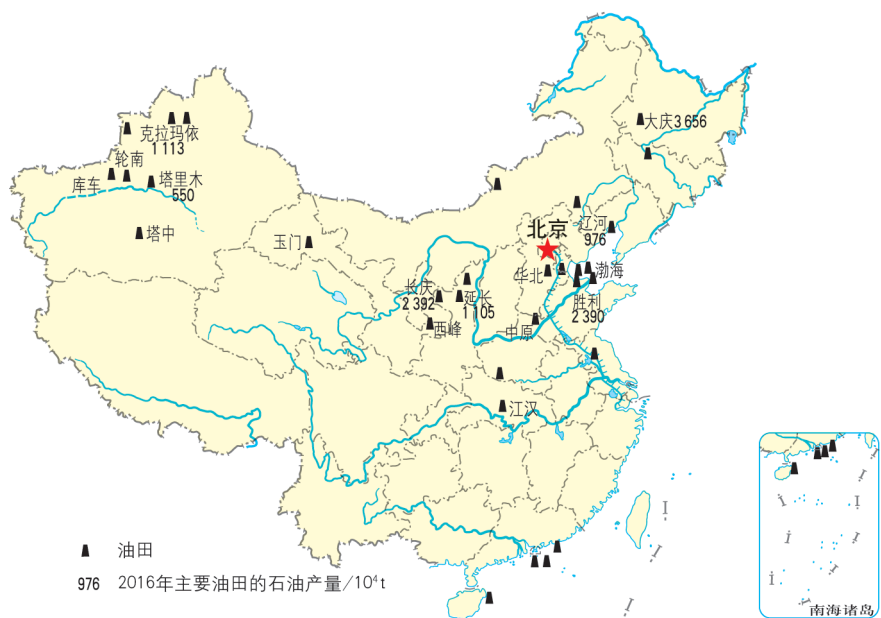 克拉玛依
1 113
轮南
库车
塔里木
550
塔中
玉门
大庆3 656
辽河
976
北京
华北
渤海
长庆
2 392
延长
1 105
西峰
胜利
2 390
中原
江汉
油田
976 2016年主要油田的石油产量/10⁴t
南海诸岛